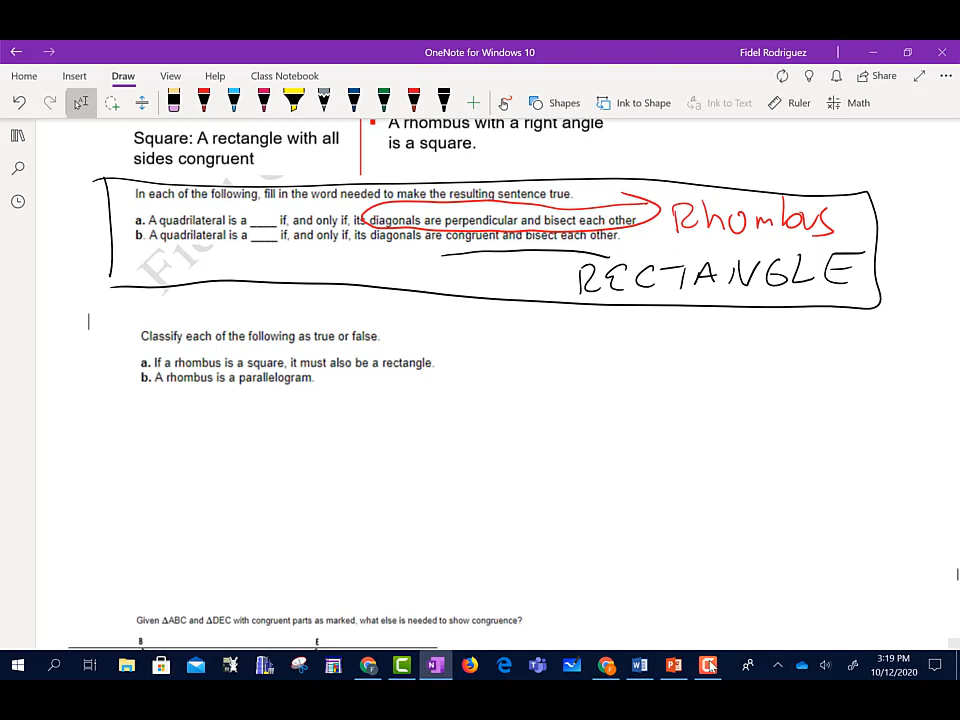 OneNote for Windows 10
Fidel Rodriguez
Home Insert Draw View Help Class Notebook
Share
Shapes Ink to Shape Ink to Text Ruler Math
Square: A rectangle with all
sides congruent
A rhombus with a right angle
is a square.
In each of the following, fill in the word needed to make the resulting sentence true.
a. A quadrilateral is a ____ if, and only if, its diagonals are perpendicular and bisect each other.
Rhombus
b. A quadrilateral is a ____ if, and only if, its diagonals are congruent and bisect each other.
RECTANGLE
Classify each of the following as true or false.
a. If a rhombus is a square, it must also be a rectangle.
b. A rhombus is a parallelogram.
Given ΔABC and ΔDEC with congruent parts as marked, what else is needed to show congruence?
B E
3:19 PM
10/12/2020